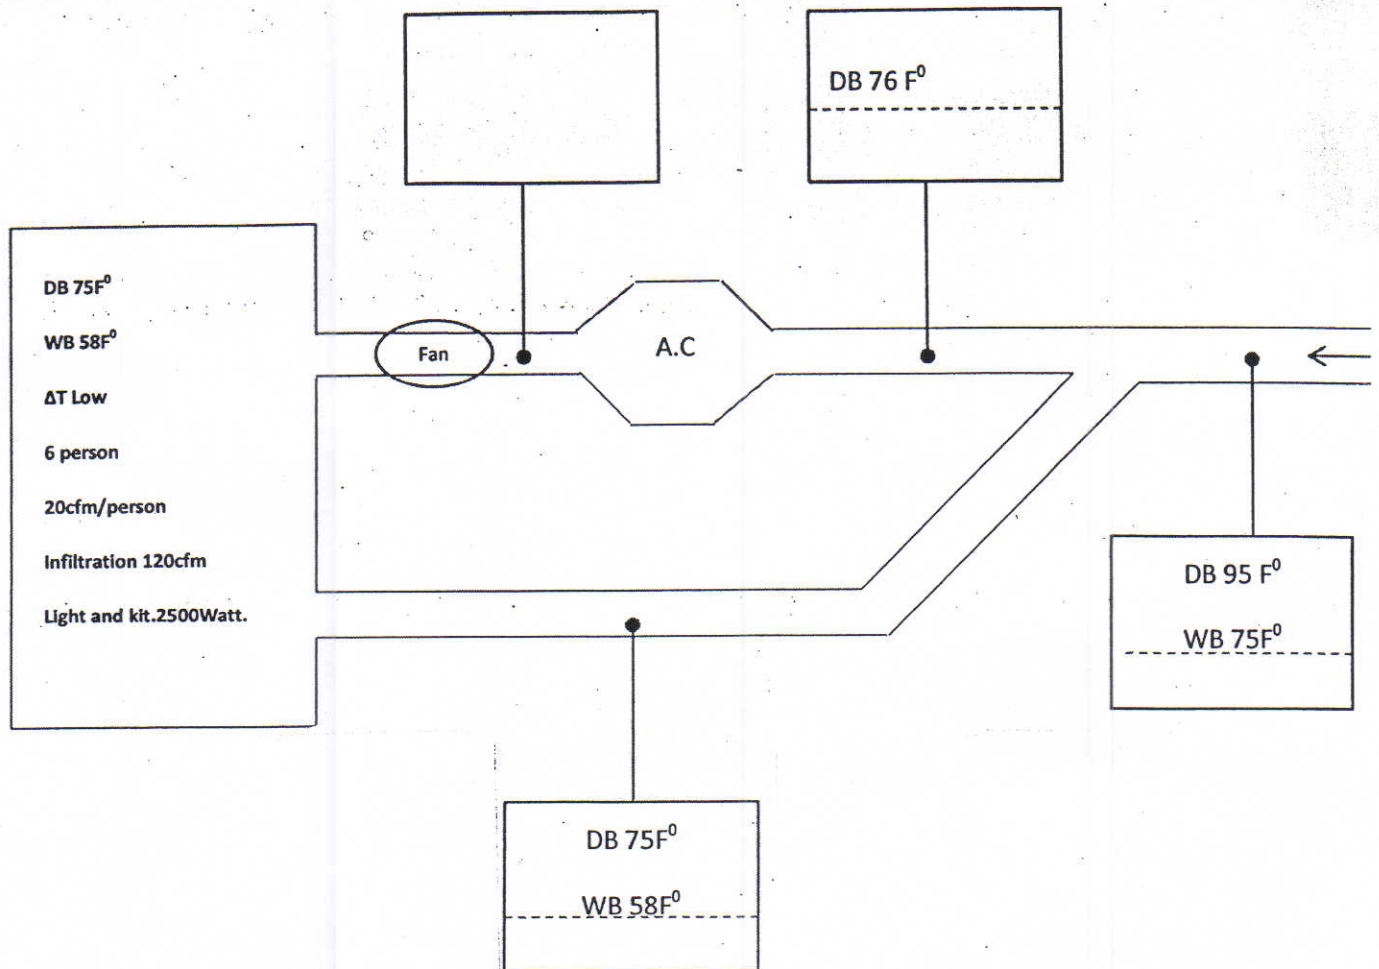 DB 76 F⁰
DB 75F⁰
WB 58F⁰
ΔT Low
6 person
20cfm/person
Infiltration 120cfm
Light and kit.2500Watt.
Fan
A.C
DB 95 F⁰
WB 75F⁰
DB 75F⁰
WB 58F⁰